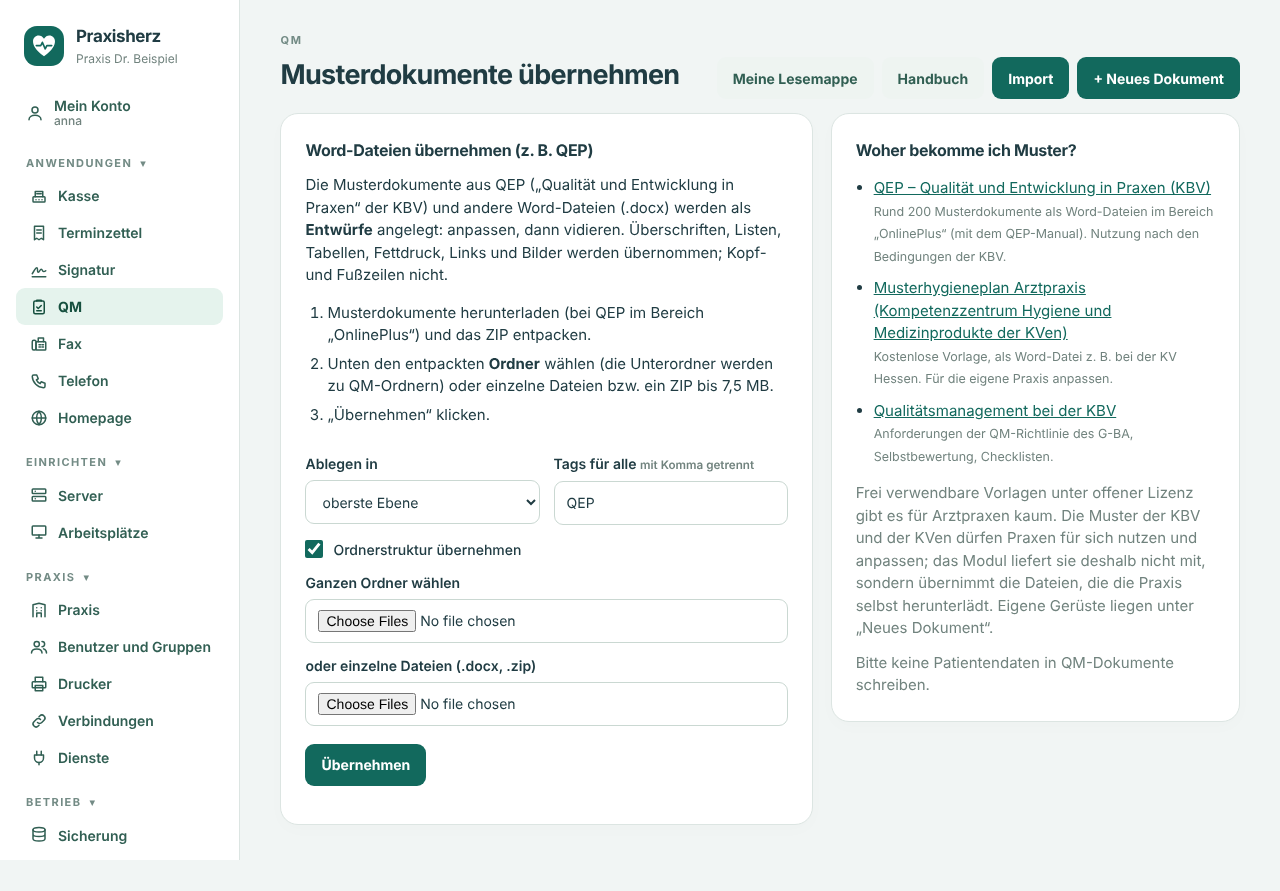 Praxisherz
Praxis Dr. Beispiel
Mein Konto
anna
ANWENDUNGEN ▾
Kasse
Terminzettel
Signatur
QM
Fax
Telefon
Homepage
EINRICHTEN ▾
Server
Arbeitsplätze
PRAXIS ▾
Praxis
Benutzer und Gruppen
Drucker
Verbindungen
Dienste
BETRIEB ▾
Sicherung
QM
Musterdokumente übernehmen
Meine Lesemappe
Handbuch
Import
+ Neues Dokument
Word-Dateien übernehmen (z. B. QEP)
Die Musterdokumente aus QEP („Qualität und Entwicklung in
Praxen“ der KBV) und andere Word-Dateien (.docx) werden als
Entwürfe angelegt: anpassen, dann vidieren. Überschriften, Listen,
Tabellen, Fettdruck, Links und Bilder werden übernommen; Kopf-
und Fußzeilen nicht.
1. Musterdokumente herunterladen (bei QEP im Bereich
„OnlinePlus“) und das ZIP entpacken.
2. Unten den entpackten Ordner wählen (die Unterordner werden
zu QM-Ordnern) oder einzelne Dateien bzw. ein ZIP bis 7,5 MB.
3. „Übernehmen“ klicken.
Ablegen in
oberste Ebene
Tags für alle mit Komma getrennt
QEP
Ordnerstruktur übernehmen
Ganzen Ordner wählen
Choose Files No file chosen
oder einzelne Dateien (.docx, .zip)
Choose Files No file chosen
Übernehmen
Woher bekomme ich Muster?
• QEP – Qualität und Entwicklung in Praxen (KBV)
Rund 200 Musterdokumente als Word-Dateien im Bereich
„OnlinePlus“ (mit dem QEP-Manual). Nutzung nach den
Bedingungen der KBV.
• Musterhygieneplan Arztpraxis
(Kompetenzzentrum Hygiene und
Medizinprodukte der KVen)
Kostenlose Vorlage, als Word-Datei z. B. bei der KV
Hessen. Für die eigene Praxis anpassen.
• Qualitätsmanagement bei der KBV
Anforderungen der QM-Richtlinie des G-BA,
Selbstbewertung, Checklisten.
Frei verwendbare Vorlagen unter offener Lizenz
gibt es für Arztpraxen kaum. Die Muster der KBV
und der KVen dürfen Praxen für sich nutzen und
anpassen; das Modul liefert sie deshalb nicht mit,
sondern übernimmt die Dateien, die die Praxis
selbst herunterlädt. Eigene Gerüste liegen unter
„Neues Dokument“.
Bitte keine Patientendaten in QM-Dokumente
schreiben.